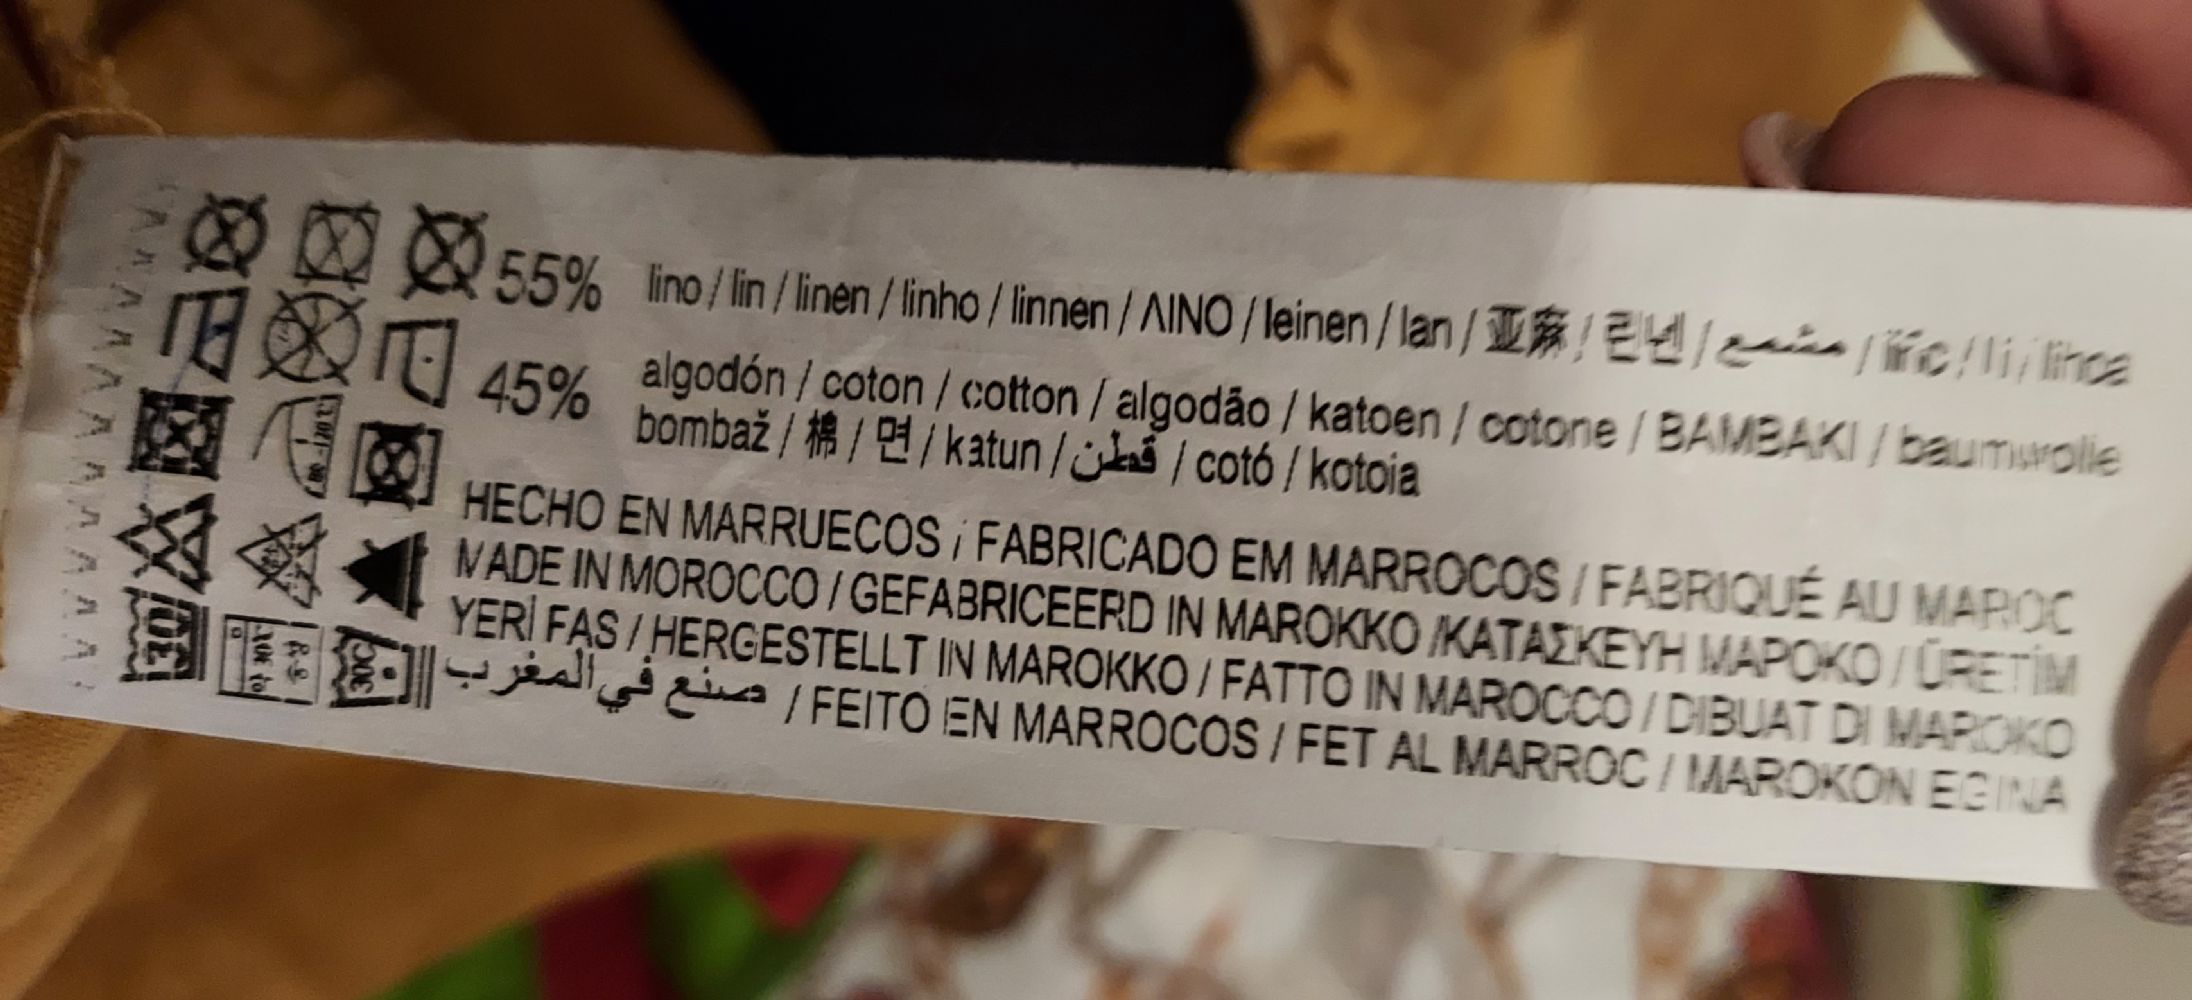 55% lino / lin / linen / linho / linnen / ΛΙΝΟ / leinen / lan / 亚麻 / 린넨 / مشمع / lihoa
45% algodón / coton / cotton / algodão / katoen / cotone / BAMBAKI / baumwolle
bombaž / 棉 / 면 / katun / قطن / cotó / kotoia
HECHO EN MARRUECOS / FABRICADO EM MARROCOS / FABRIQUÉ AU MAROC
MADE IN MOROCCO / GEFABRICEERD IN MAROKKO /ΚΑΤΑΣΚΕΥΗ ΜΑΡΟΚΟ / ÜRETİM
YERİ FAS / HERGESTELLT IN MAROKKO / FATTO IN MAROCCO / DIBUAT DI MAROKO
صنع في المغرب / FEITO EN MARROCOS / FET AL MARROC / MAROKON EGINA